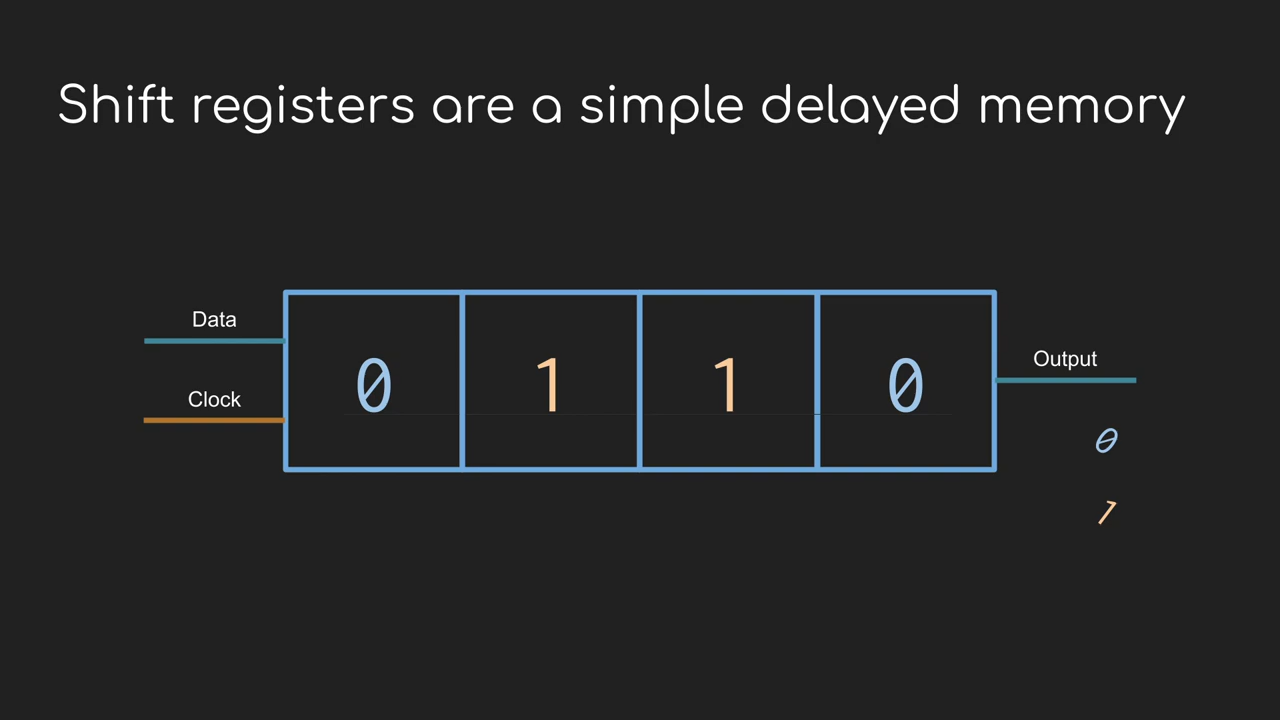 Shift registers are a simple delayed memory
Data
Clock
0 1 1 0
Output
0
1